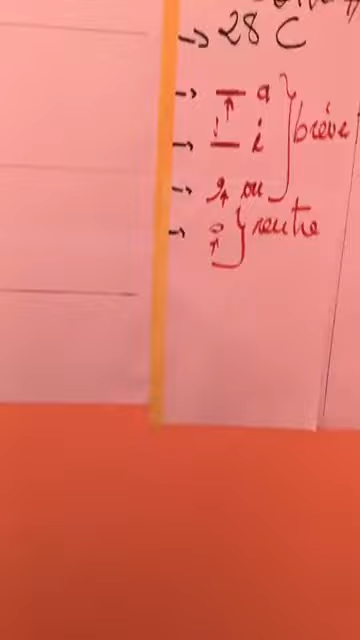 → 28 C
→ — a
→ — i
→ و ou
→ ه
} brève
} neutre